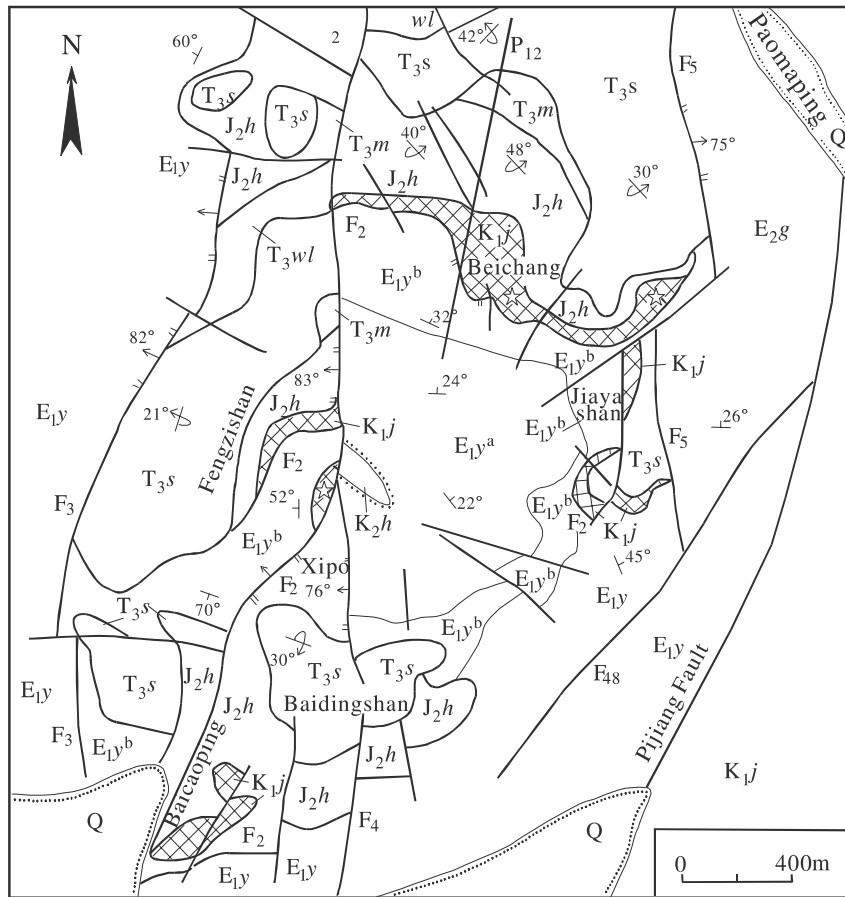 wl
42°
60°
N
2
P₁₂
T₃s
T₃s
F₅
Paomaping
Q
T₃s
T₃s
T₃m
J₂h
T₃m
40°
48°
75°
E₁y
J₂h
J₂h
J₂h
30°
F₂
K₁j
E₂g
T₃wl
Beichang
E₁yᵇ
J₂h
32°
T₃m
82°
83°
E₁yᵇ
K₁j
24°
J₂h
Jiaya
shan
E₁y
21°
K₁j
E₁yᵇ
26°
Fengzishan
E₁yᵃ
F₅
F₂
T₃s
T₃s
F₃
52°
22°
E₁yᵇ
K₂h
F₂
K₁j
E₁yᵇ
45°
Xipo
F₂
76°
E₁yᵇ
70°
E₁y
T₃s
E₁yᵇ
30°
T₃s
T₃s
E₁y
J₂h
E₄₈
E₁y
T₃s
Baidingshan
J₂h
J₂h
Pijiang Fault
F₃
E₁yᵇ
J₂h
Baicaoping
K₁j
K₁j
J₂h
Q
F₂
F₄
Q
E₁y
E₁y
0
400m